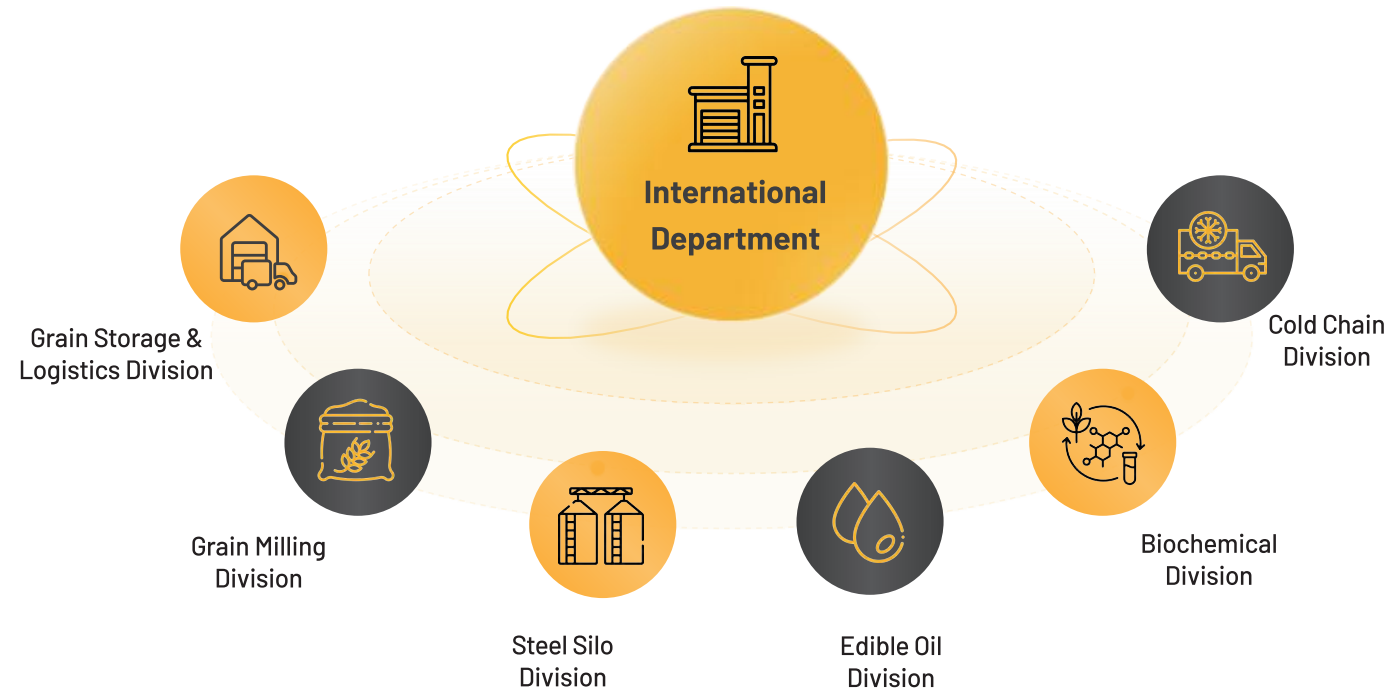 International
Department
Grain Storage &
Logistics Division
Cold Chain
Division
Grain Milling
Division
Biochemical
Division
Steel Silo
Division
Edible Oil
Division